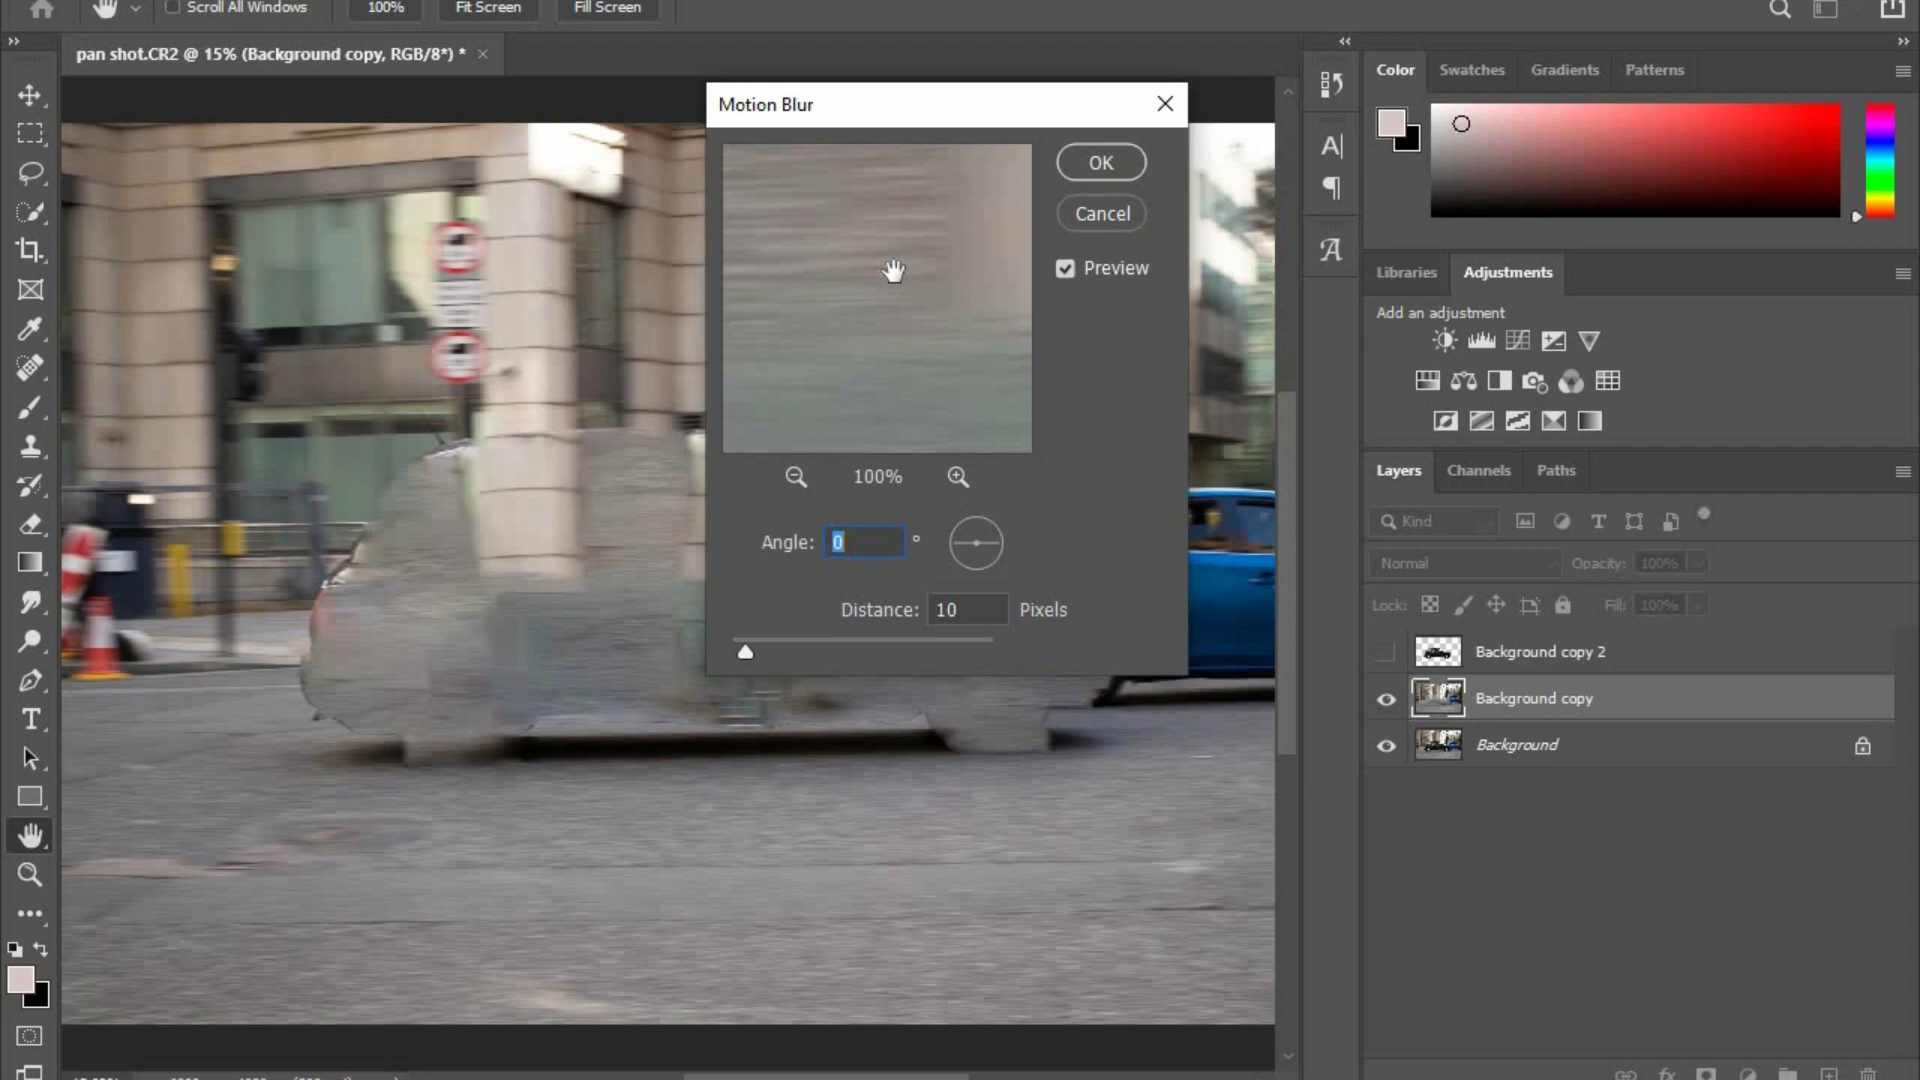 Scroll All Windows
100%
Fit Screen
Fill Screen
pan shot.CR2 @ 15% (Background copy, RGB/8*) *
Motion Blur
OK
Cancel
Preview
100%
Angle: 0 °
Distance: 10 Pixels
Color
Swatches
Gradients
Patterns
Libraries
Adjustments
Add an adjustment
Layers
Channels
Paths
Kind
Normal
Opacity: 100%
Lock:
Fill: 100%
Background copy 2
Background copy
Background